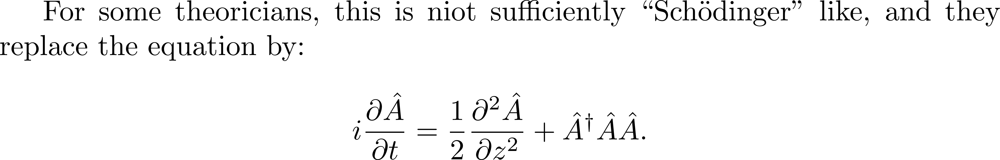 For some theoricians, this is niot sufficiently “Schödinger” like, and they
replace the equation by:
$$i\frac{\partial \hat{A}}{\partial t} = \frac{1}{2}\frac{\partial^2 \hat{A}}{\partial z^2} + \hat{A}^\dagger \hat{A}\hat{A}.$$